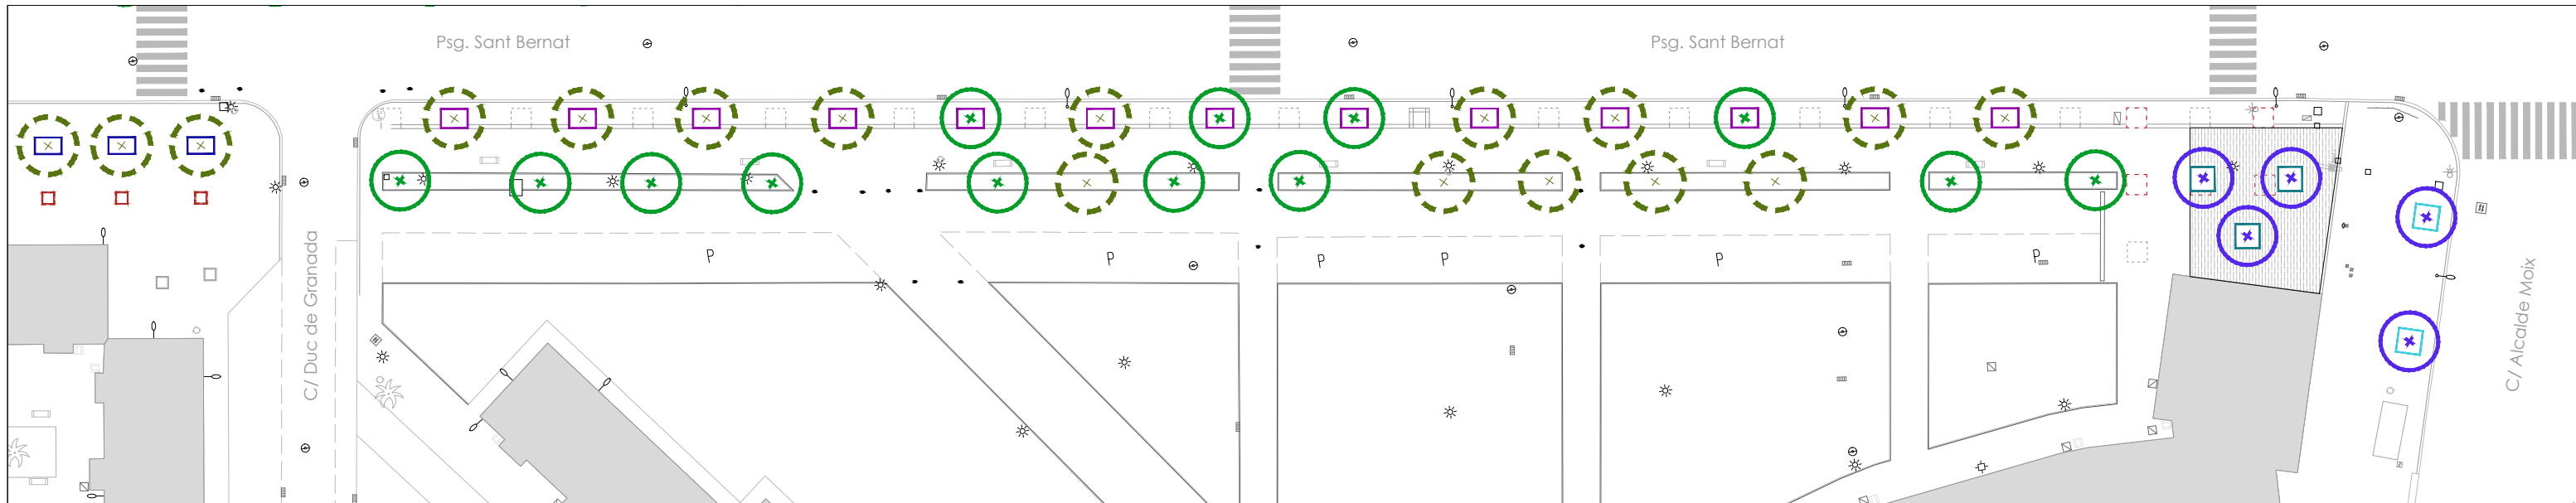 Psg. Sant Bernat
Psg. Sant Bernat
C/ Duc de Granada
P
P
P
P
P
P
C/ Alcalde Moix